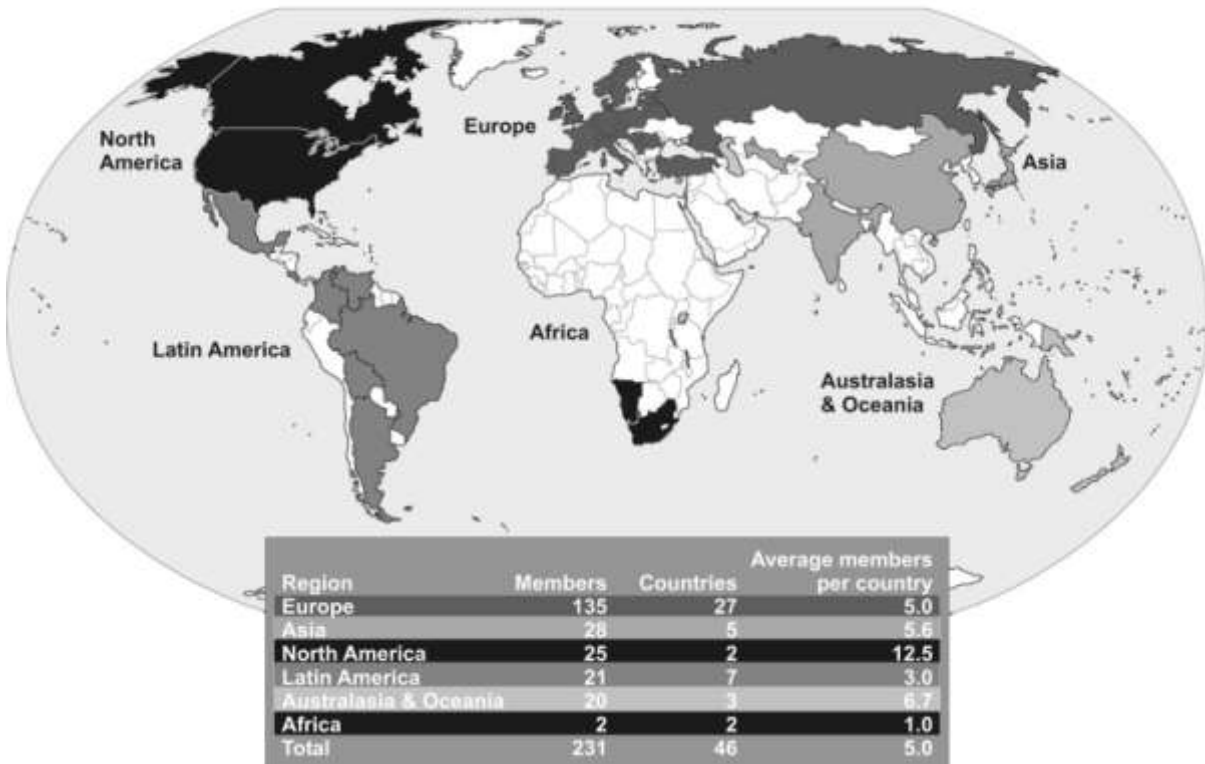 North
America
Europe
Asia
Latin America
Africa
Australasia
& Oceania
Region Members Countries Average members per country
Europe 135 27 5.0
Asia 28 5 5.6
North America 25 2 12.5
Latin America 21 7 3.0
Australasia & Oceania 20 3 6.7
Africa 2 2 1.0
Total 231 46 5.0